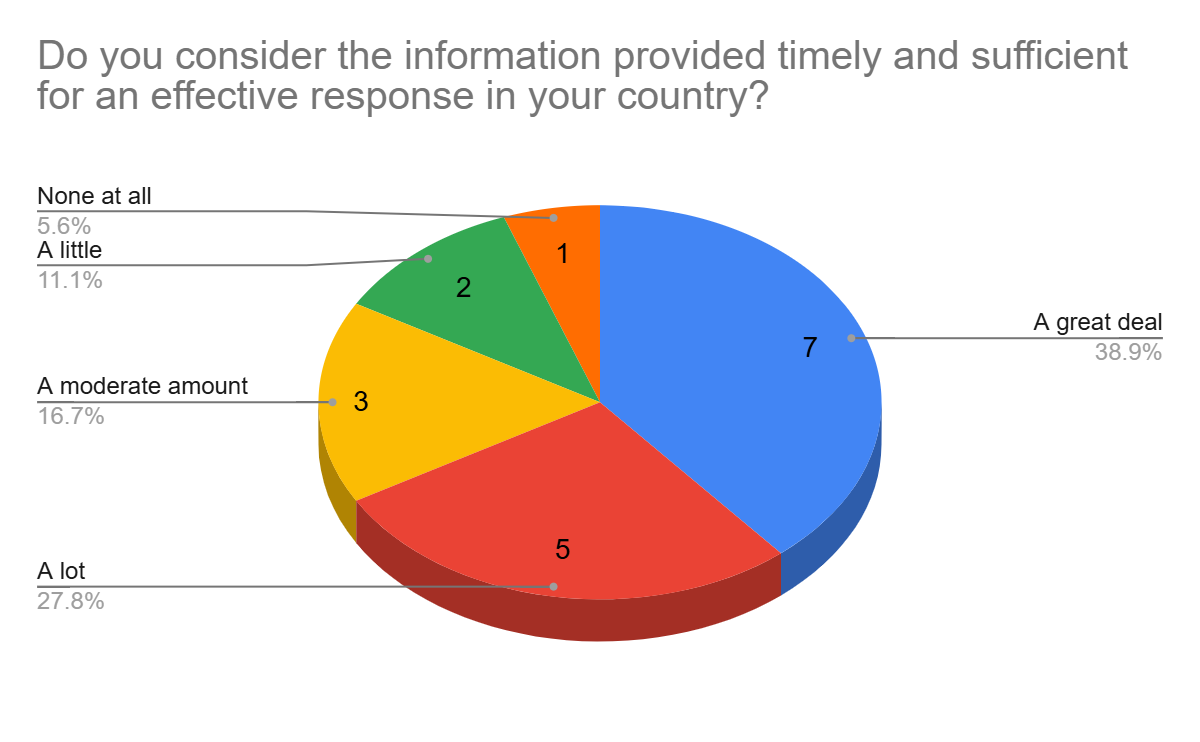 Do you consider the information provided timely and sufficient
for an effective response in your country?
None at all
5.6%
1
A little
11.1%
2
A great deal
38.9%
7
A moderate amount
16.7%
3
A lot
27.8%
5